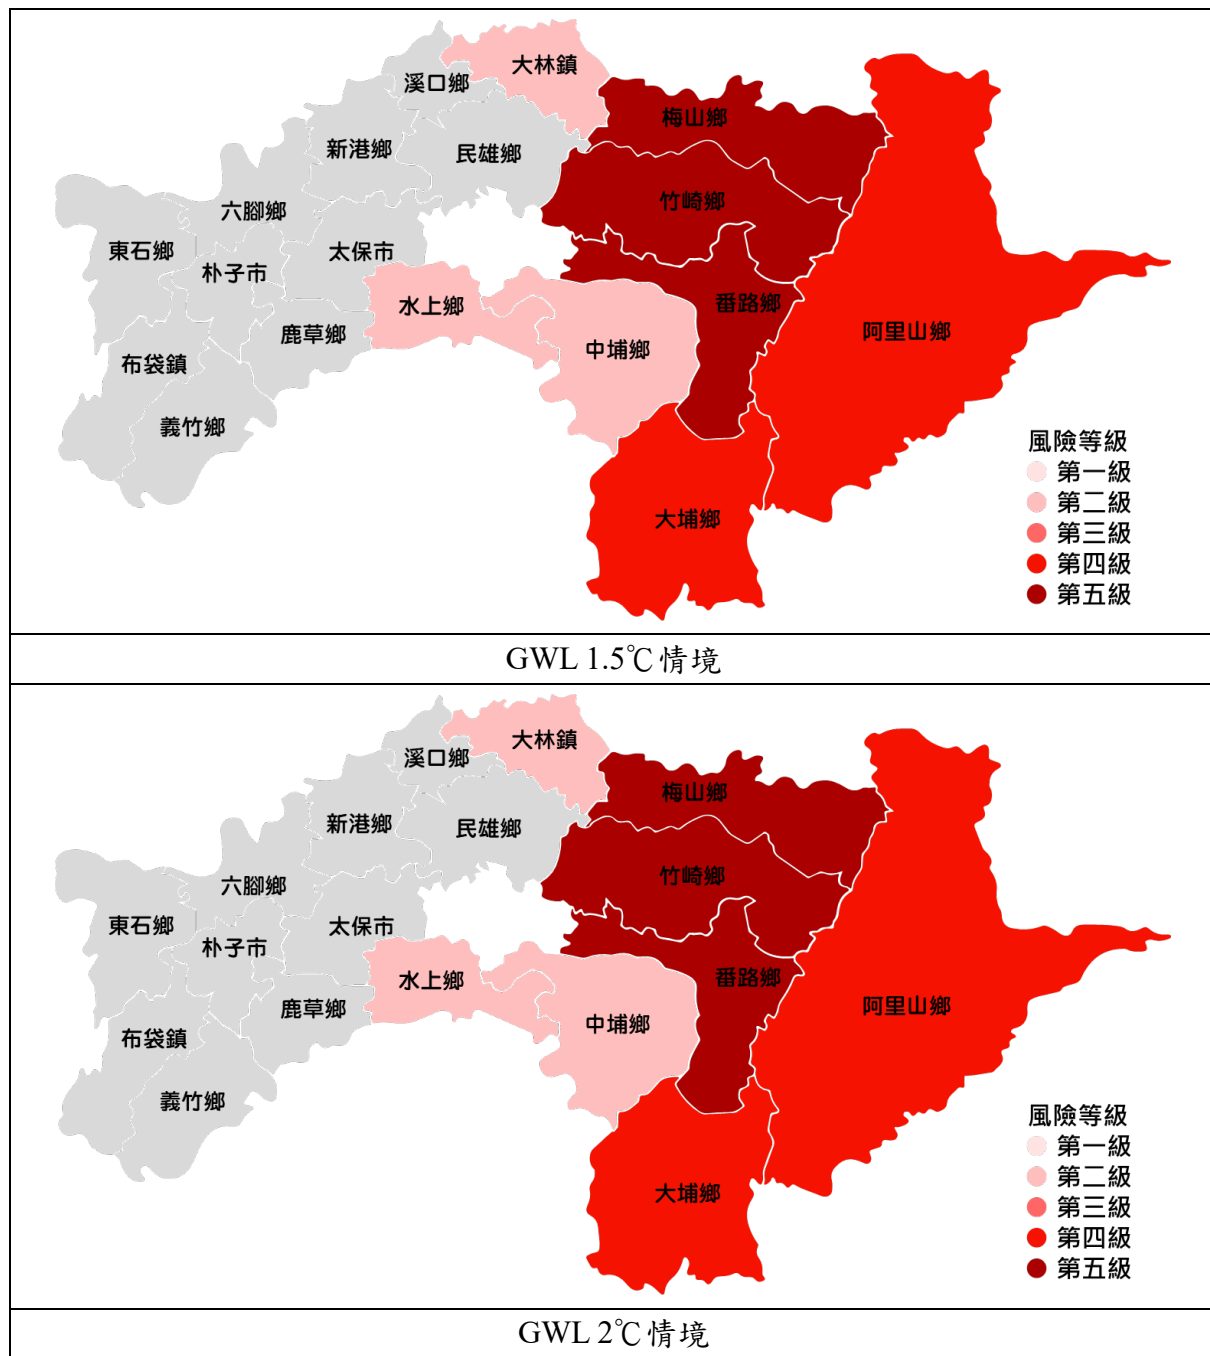 大林鎮
溪口鄉
梅山鄉
新港鄉
民雄鄉
竹崎鄉
六腳鄉
東石鄉
太保市
朴子市
水上鄉
番路鄉
鹿草鄉
中埔鄉
阿里山鄉
布袋鎮
義竹鄉
大埔鄉
風險等級
第一級
第二級
第三級
第四級
第五級
GWL 1.5℃情境
大林鎮
溪口鄉
梅山鄉
新港鄉
民雄鄉
竹崎鄉
六腳鄉
東石鄉
太保市
朴子市
水上鄉
番路鄉
鹿草鄉
中埔鄉
阿里山鄉
布袋鎮
義竹鄉
大埔鄉
風險等級
第一級
第二級
第三級
第四級
第五級
GWL 2℃情境